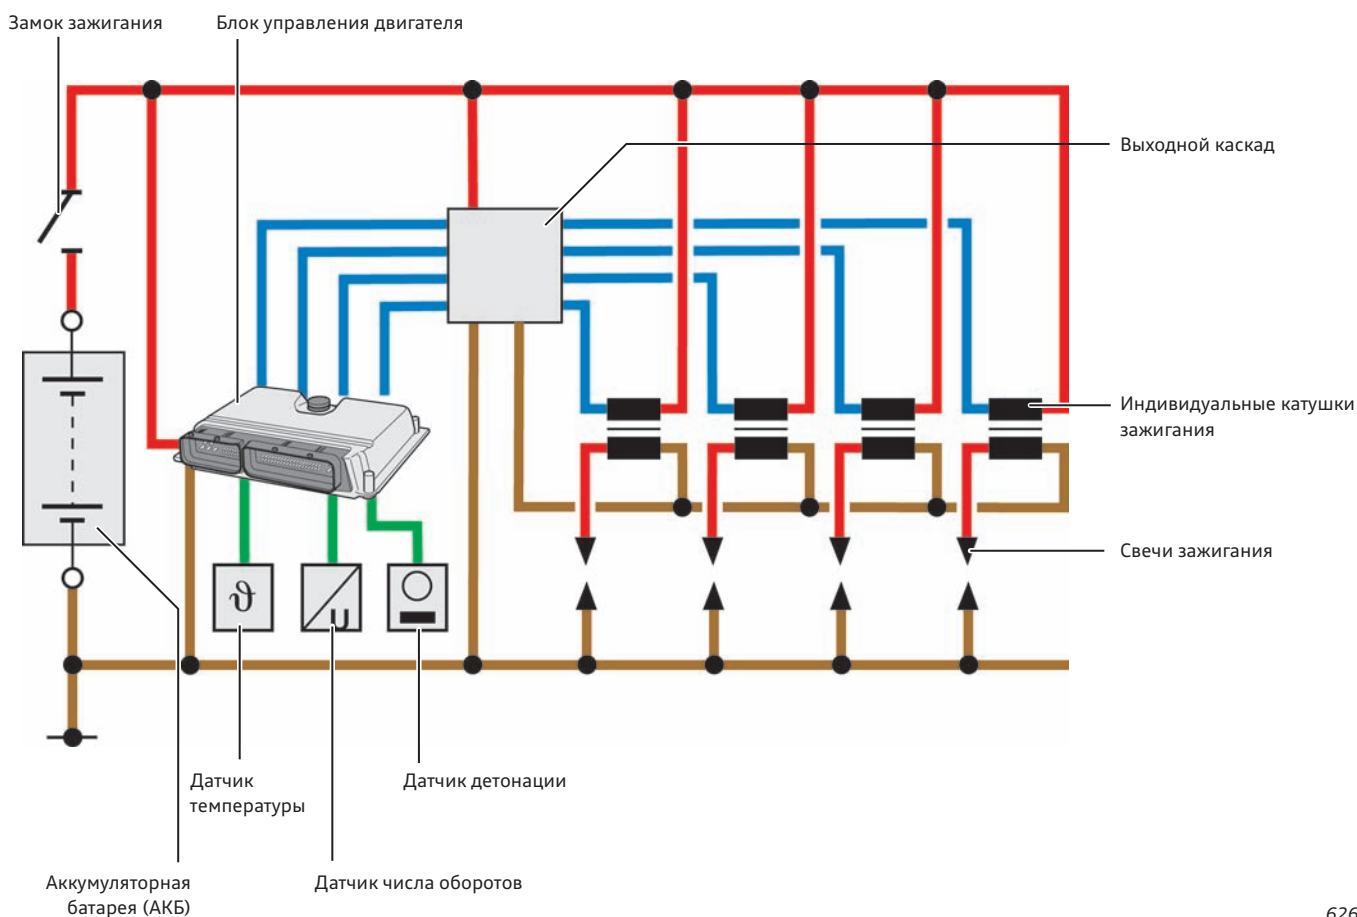 Замок зажигания
Блок управления двигателя
Выходной каскад
Индивидуальные катушки
зажигания
Свечи зажигания
ϑ
U
Датчик
температуры
Датчик детонации
Датчик числа оборотов
Аккумуляторная
батарея (АКБ)
626